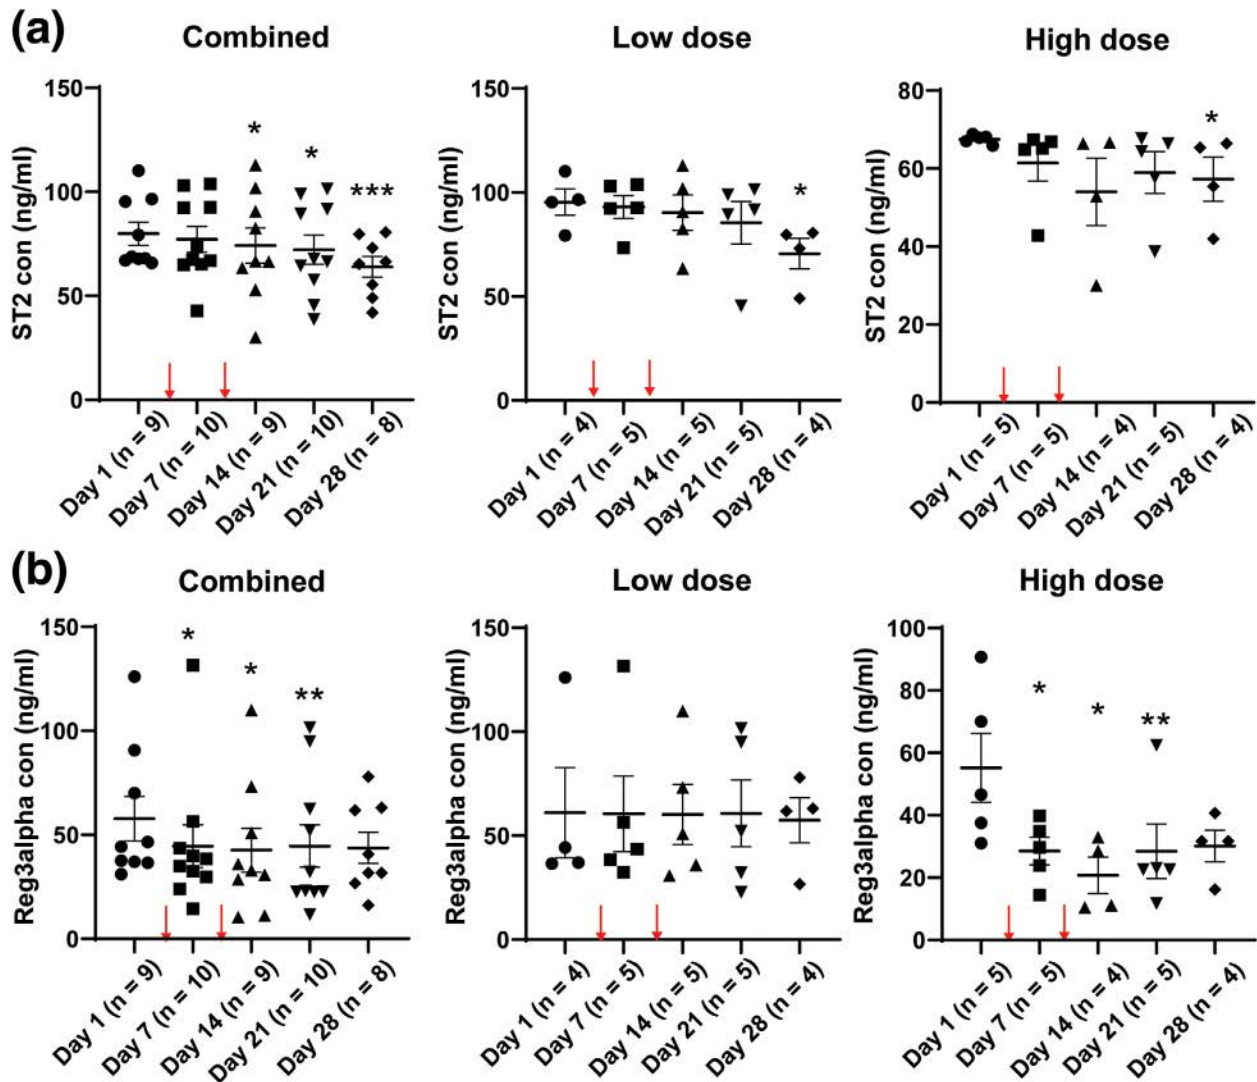 (a)
Combined
Low dose
High dose
ST2 con (ng/ml)
150
100
50
0
*
*
***
Day 1 (n = 9)
Day 7 (n = 10)
Day 14 (n = 9)
Day 21 (n = 10)
Day 28 (n = 8)
ST2 con (ng/ml)
150
100
50
0
*
Day 1 (n = 4)
Day 7 (n = 5)
Day 14 (n = 5)
Day 21 (n = 5)
Day 28 (n = 4)
ST2 con (ng/ml)
80
60
40
20
0
*
Day 1 (n = 5)
Day 7 (n = 5)
Day 14 (n = 4)
Day 21 (n = 5)
Day 28 (n = 4)
(b)
Combined
Low dose
High dose
Reg3alpha con (ng/ml)
150
100
50
0
*
*
**
Day 1 (n = 9)
Day 7 (n = 10)
Day 14 (n = 9)
Day 21 (n = 10)
Day 28 (n = 8)
Reg3alpha con (ng/ml)
150
100
50
0
Day 1 (n = 4)
Day 7 (n = 5)
Day 14 (n = 5)
Day 21 (n = 5)
Day 28 (n = 4)
Reg3alpha con (ng/ml)
100
80
60
40
20
0
*
*
**
Day 1 (n = 5)
Day 7 (n = 5)
Day 14 (n = 4)
Day 21 (n = 5)
Day 28 (n = 4)